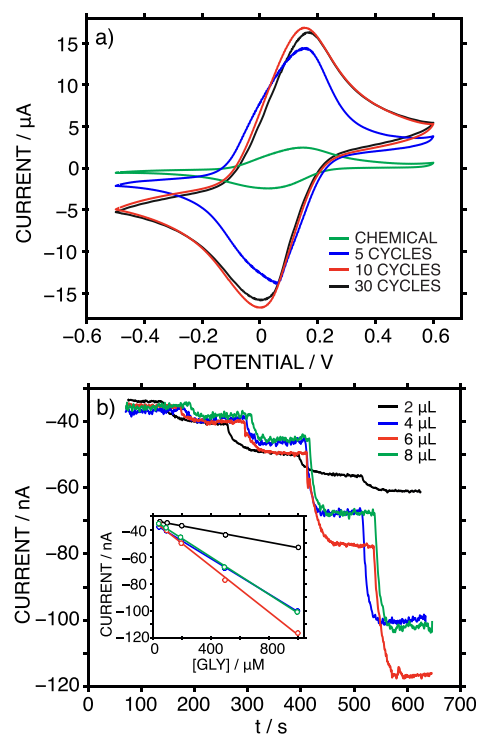 a)
15
10
5
0
−5
−10
−15
CURRENT / µA
CHEMICAL
5 CYCLES
10 CYCLES
30 CYCLES
−0.6 −0.4 −0.2 0 0.2 0.4 0.6
POTENTIAL / V
b)
−40
−60
−80
−100
−120
CURRENT / nA
2 µL
4 µL
6 µL
8 µL
−40
−60
−80
−100
−120
CURRENT / nA
0 400 800
[GLY] / µM
0 100 200 300 400 500 600 700
t / s